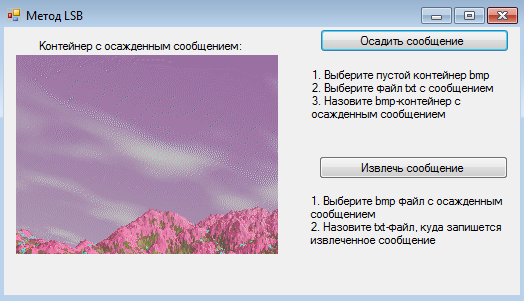 Метод LSB
Контейнер с осажденным сообщением:
Осадить сообщение
1. Выберите пустой контейнер bmp
2. Выберите файл txt с сообщением
3. Назовите bmp-контейнер с
осажденным сообщением
Извлечь сообщение
1. Выберите bmp файл с осажденным
сообщением
2. Назовите txt-файл, куда запишется
извлеченное сообщение